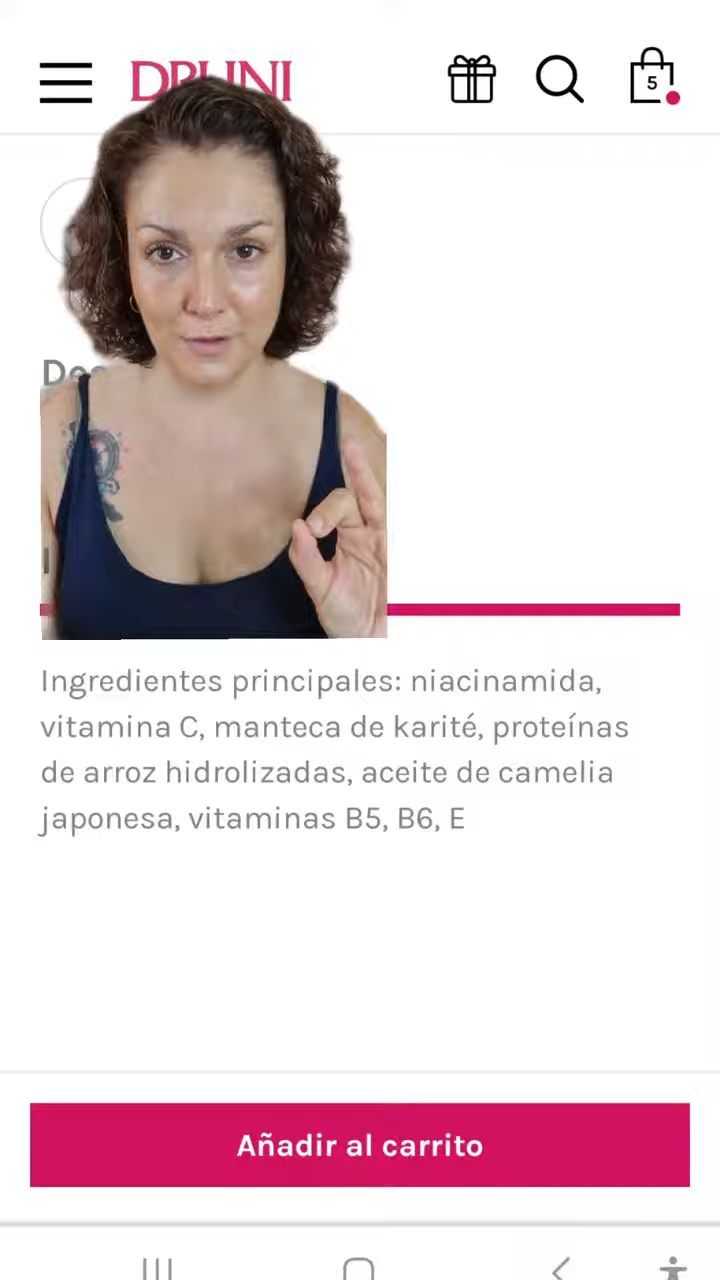 DRUNI
5
Ingredientes principales: niacinamida,
vitamina C, manteca de karité, proteínas
de arroz hidrolizadas, aceite de camelia
japonesa, vitaminas B5, B6, E
Añadir al carrito